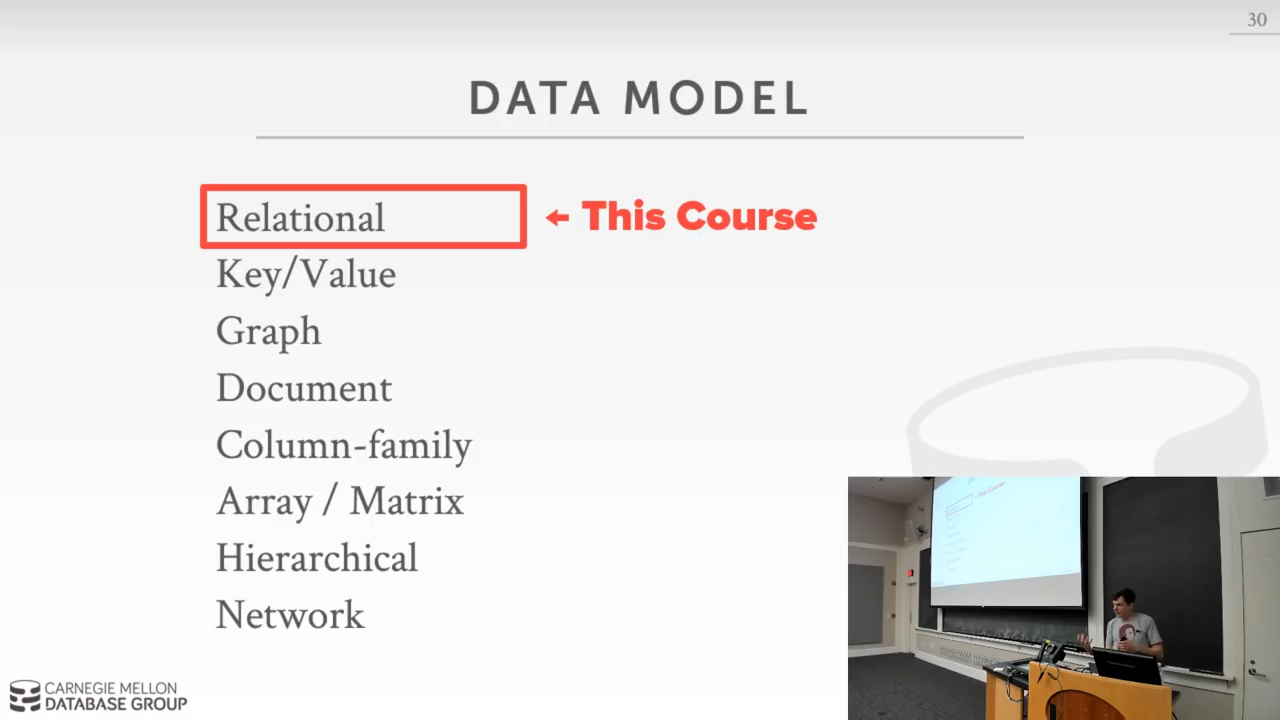 30
DATA MODEL
Relational ← This Course
Key/Value
Graph
Document
Column-family
Array / Matrix
Hierarchical
Network
CARNEGIE MELLON
DATABASE GROUP